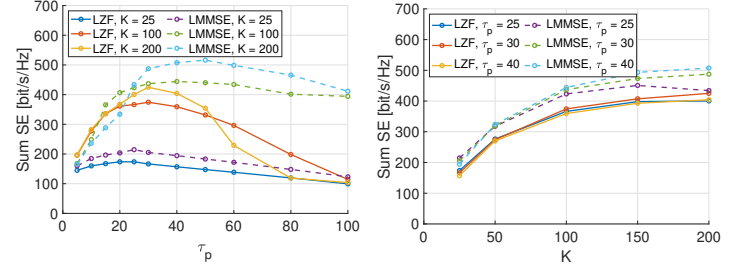 700
600
500
400
300
200
100
0
Sum SE [bit/s/Hz]
LZF, K = 25
LZF, K = 100
LZF, K = 200
LMMSE, K = 25
LMMSE, K = 100
LMMSE, K = 200
0 20 40 60 80 100
τp
700
600
500
400
300
200
100
0
Sum SE [bit/s/Hz]
LZF, τp = 25
LZF, τp = 30
LZF, τp = 40
LMMSE, τp = 25
LMMSE, τp = 30
LMMSE, τp = 40
0 50 100 150 200
K